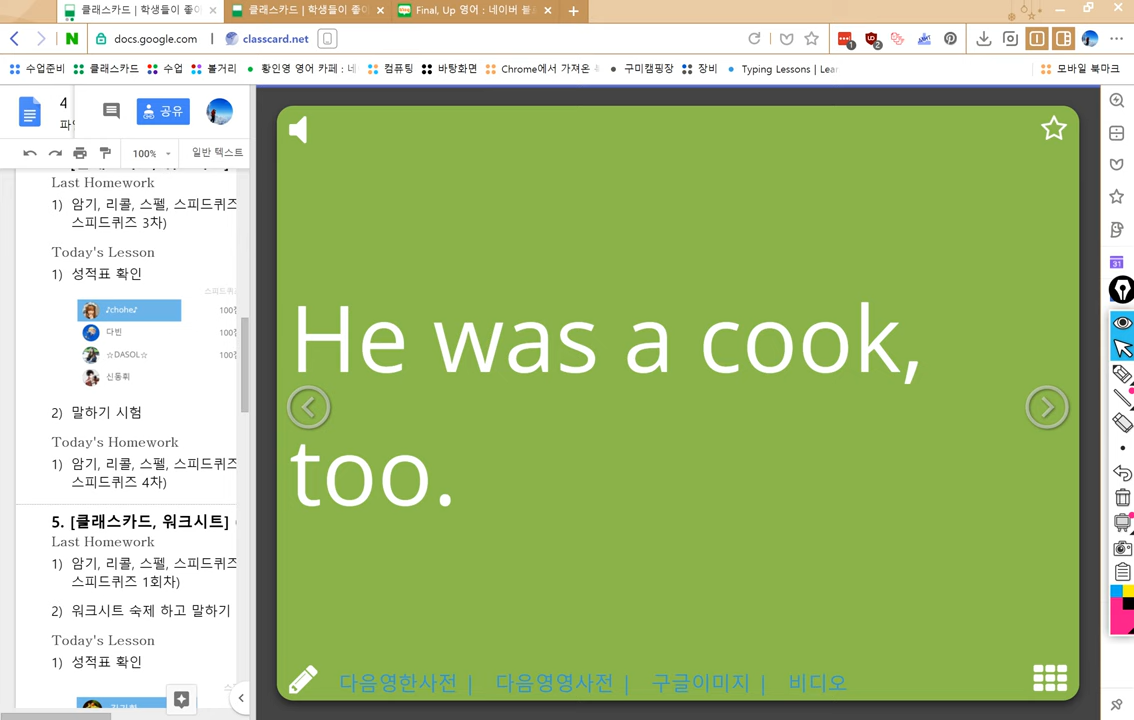 클래스카드 | 학생들이 좋아
클래스카드 | 학생들이 좋아
Final, Up 영어 : 네이버 블
N docs.google.com | classcard.net
수업준비 클래스카드 수업 볼거리 황인영 영어 카페 : 네 컴퓨팅 바탕화면 Chrome에서 가져온 구미캠핑장 장비 Typing Lessons | Lear 모바일 북마크
4
공유
100%
일반 텍스트
Last Homework
1) 암기, 리콜, 스펠, 스피드퀴즈
스피드퀴즈 3차)
Today's Lesson
1) 성적표 확인
♪chohe♪
다빈
☆DASOL☆
신동휘
2) 말하기 시험
Today's Homework
1) 암기, 리콜, 스펠, 스피드퀴즈
스피드퀴즈 4차)
5. [클래스카드, 워크시트]
Last Homework
1) 암기, 리콜, 스펠, 스피드퀴즈
스피드퀴즈 1회차)
2) 워크시트 숙제 하고 말하기
Today's Lesson
1) 성적표 확인
He was a cook,
too.
다음영한사전 | 다음영영사전 | 구글이미지 | 비디오